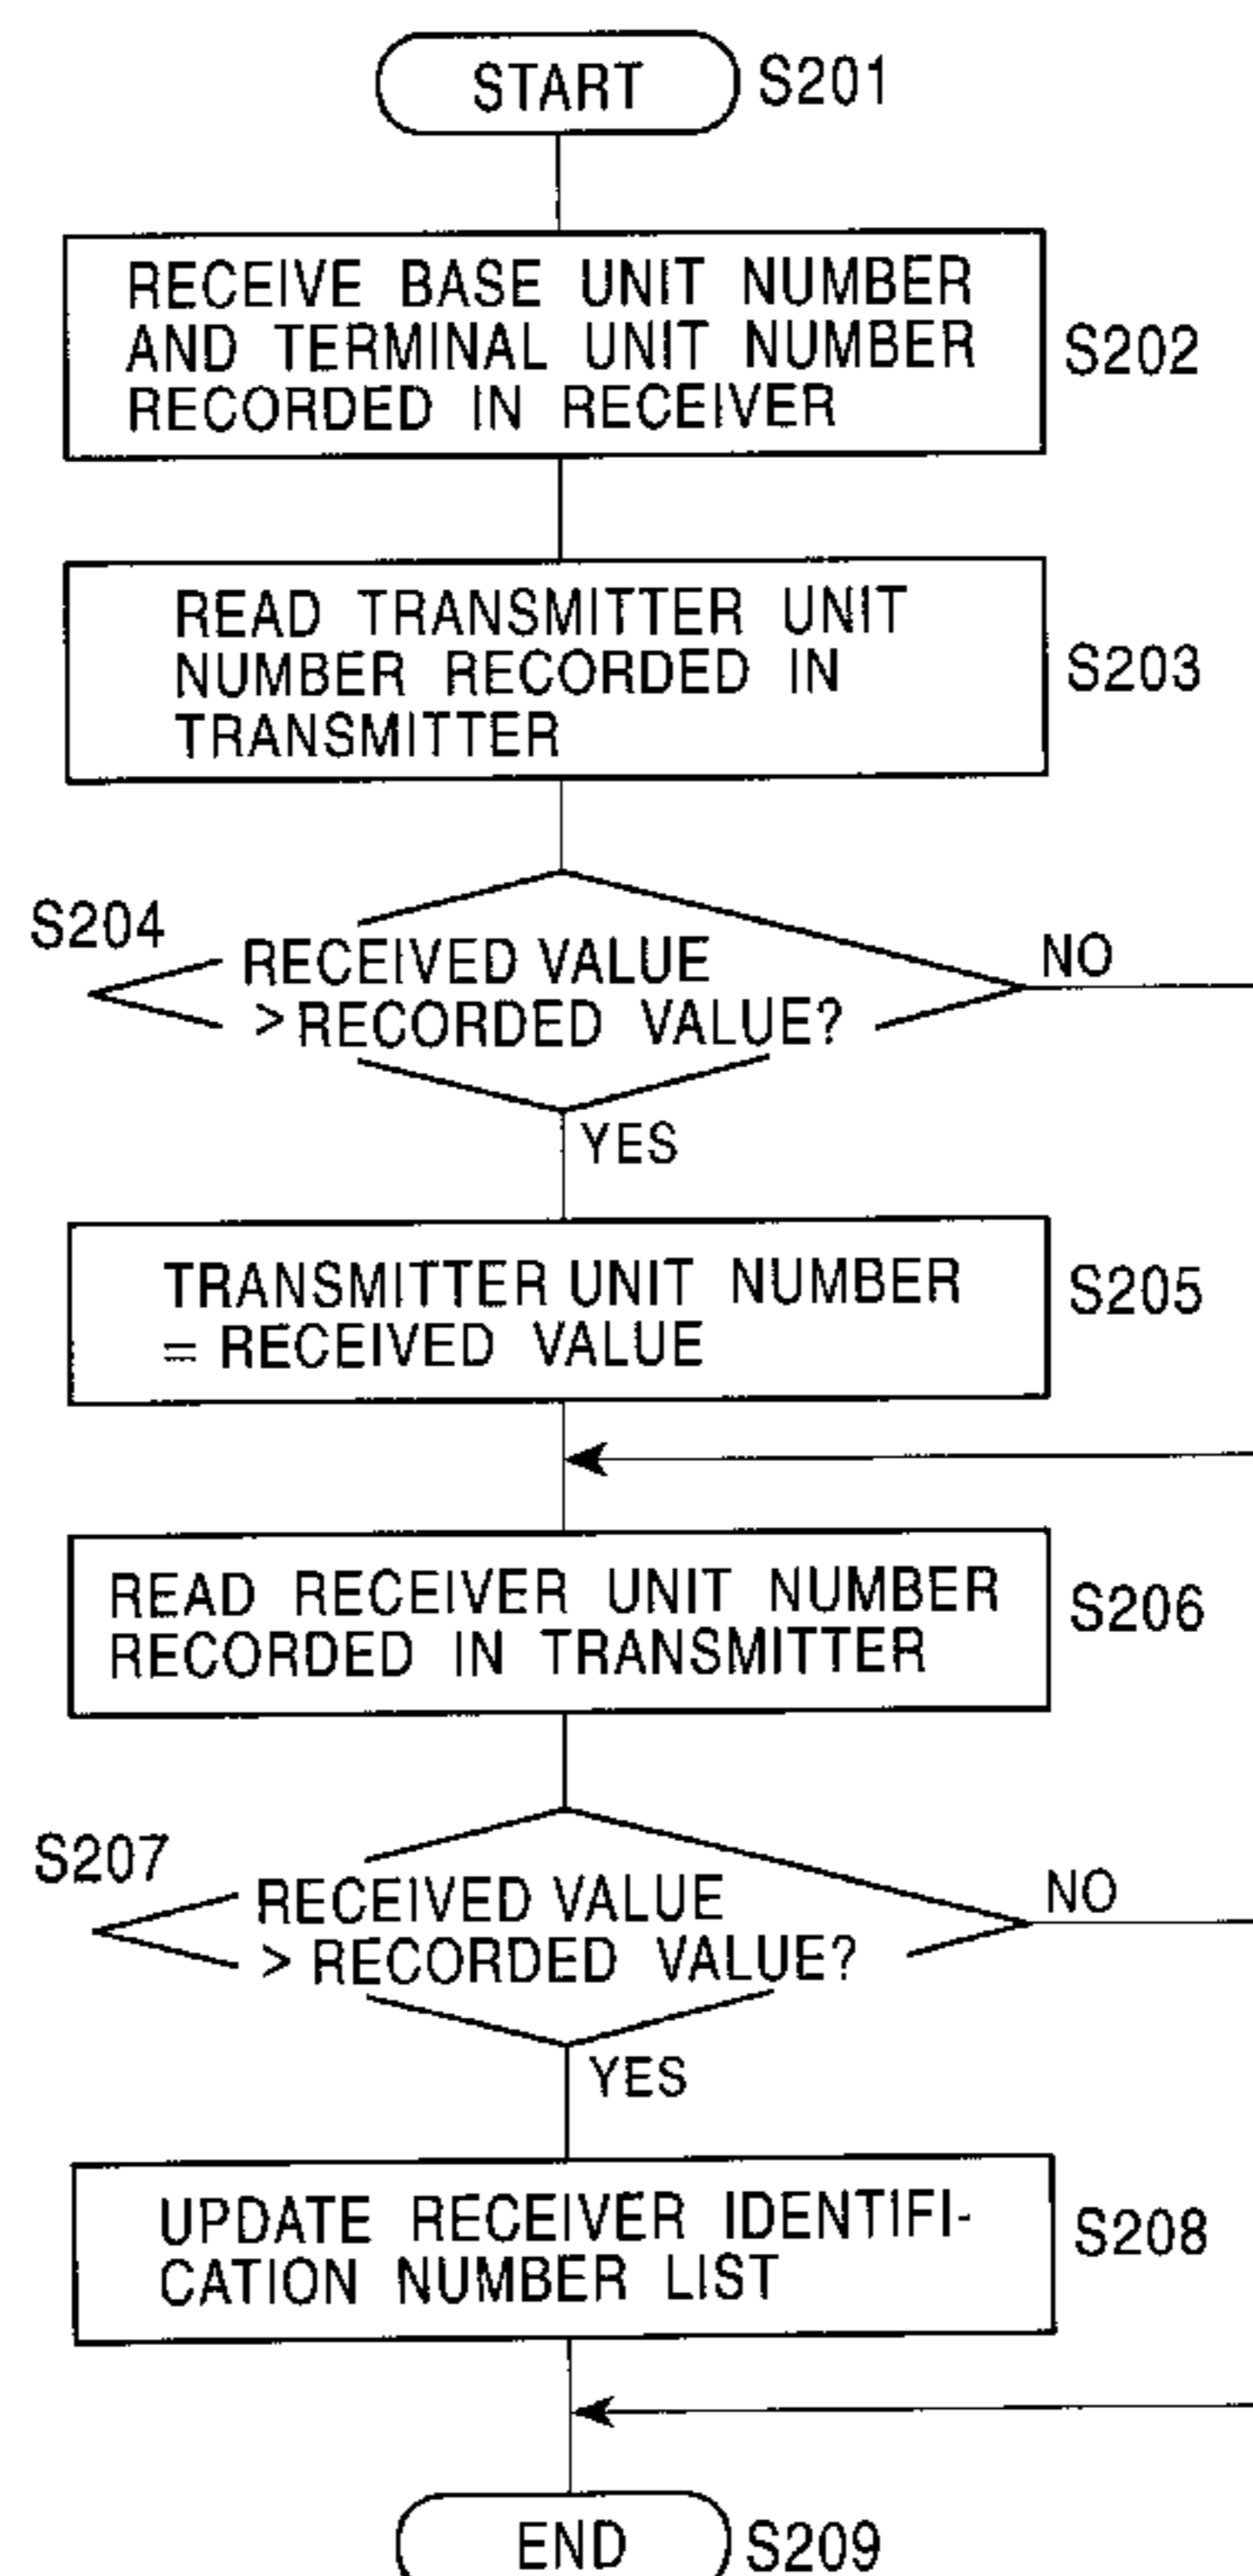 START S201
RECEIVE BASE UNIT NUMBER
AND TERMINAL UNIT NUMBER
RECORDED IN RECEIVER
S202
READ TRANSMITTER UNIT
NUMBER RECORDED IN
TRANSMITTER
S203
S204
RECEIVED VALUE
> RECORDED VALUE?
NO
YES
TRANSMITTER UNIT NUMBER
= RECEIVED VALUE
S205
READ RECEIVER UNIT NUMBER
RECORDED IN TRANSMITTER
S206
S207
RECEIVED VALUE
> RECORDED VALUE?
NO
YES
UPDATE RECEIVER IDENTIFI-
CATION NUMBER LIST
S208
END S209